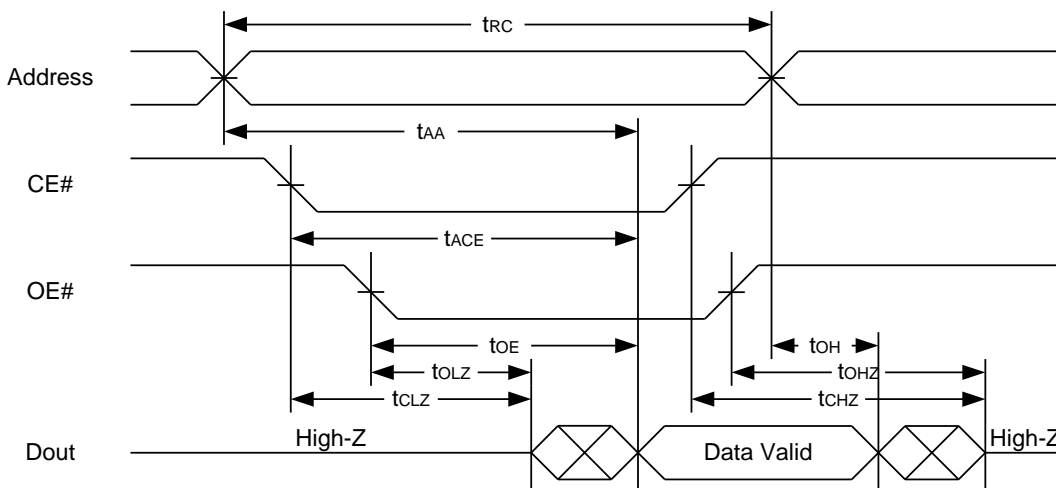 tRC
Address
tAA
CE#
tACE
OE#
tOE
tOH
tOLZ
tOHZ
tCLZ
tCHZ
High-Z
Dout
Data Valid
High-Z